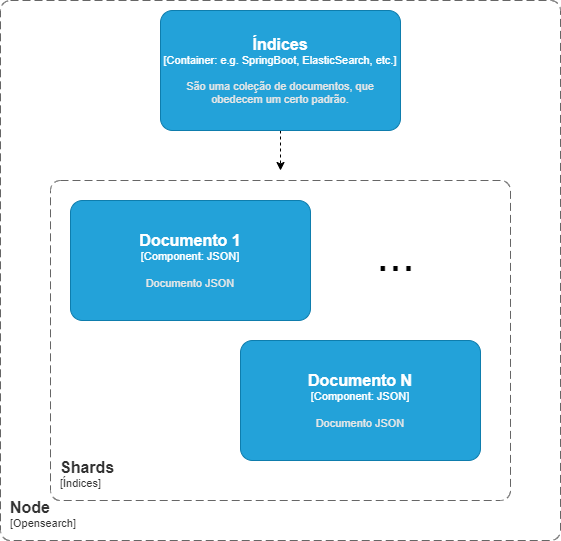 Índices
[Container: e.g. SpringBoot, ElasticSearch, etc.]
São uma coleção de documentos, que
obedecem um certo padrão.
Documento 1
[Component: JSON]
Documento JSON
...
Documento N
[Component: JSON]
Documento JSON
Shards
[Índices]
Node
[Opensearch]